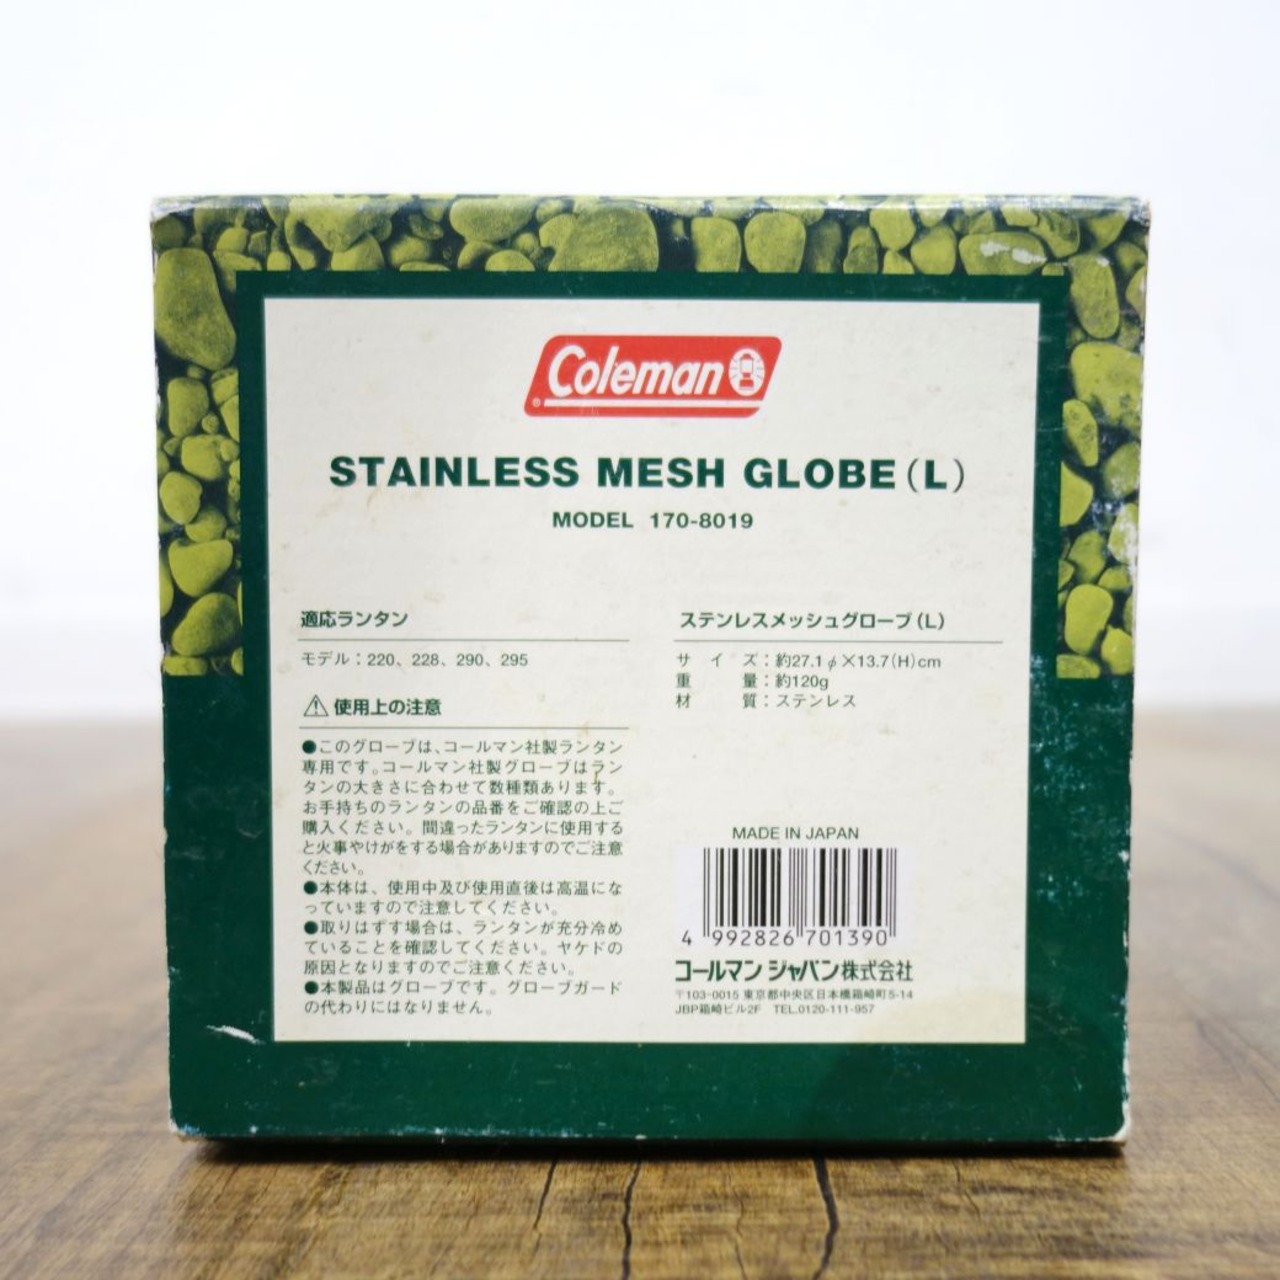 Coleman ®
STAINLESS MESH GLOBE (L)
MODEL 170-8019
適応ランタン
モデル：220、228、290、295
⚠ 使用上の注意
●このグローブは、コールマン社製ランタン
専用です。コールマン社製グローブはラン
タンの大きさに合わせて数種類あります。
お手持ちのランタンの品番をご確認の上ご
購入ください。間違ったランタンに使用する
と火事やけがをする場合がありますのでご注意
ください。
●本体は、使用中及び使用直後は高温にな
っていますので注意してください。
●取りはずす場合は、ランタンが充分冷め
ていることを確認してください。ヤケドの
原因となりますのでご注意ください。
●本製品はグローブです。グローブガード
の代わりにはなりません。
ステンレスメッシュグローブ（L）
サイズ：約27.1φ×13.7(H)cm
重量：約120g
材質：ステンレス
MADE IN JAPAN
4 992826 701390
コールマン ジャパン株式会社
〒103-0015 東京都中央区日本橋箱崎町5-14
JBP箱崎ビル2F TEL.0120-111-957